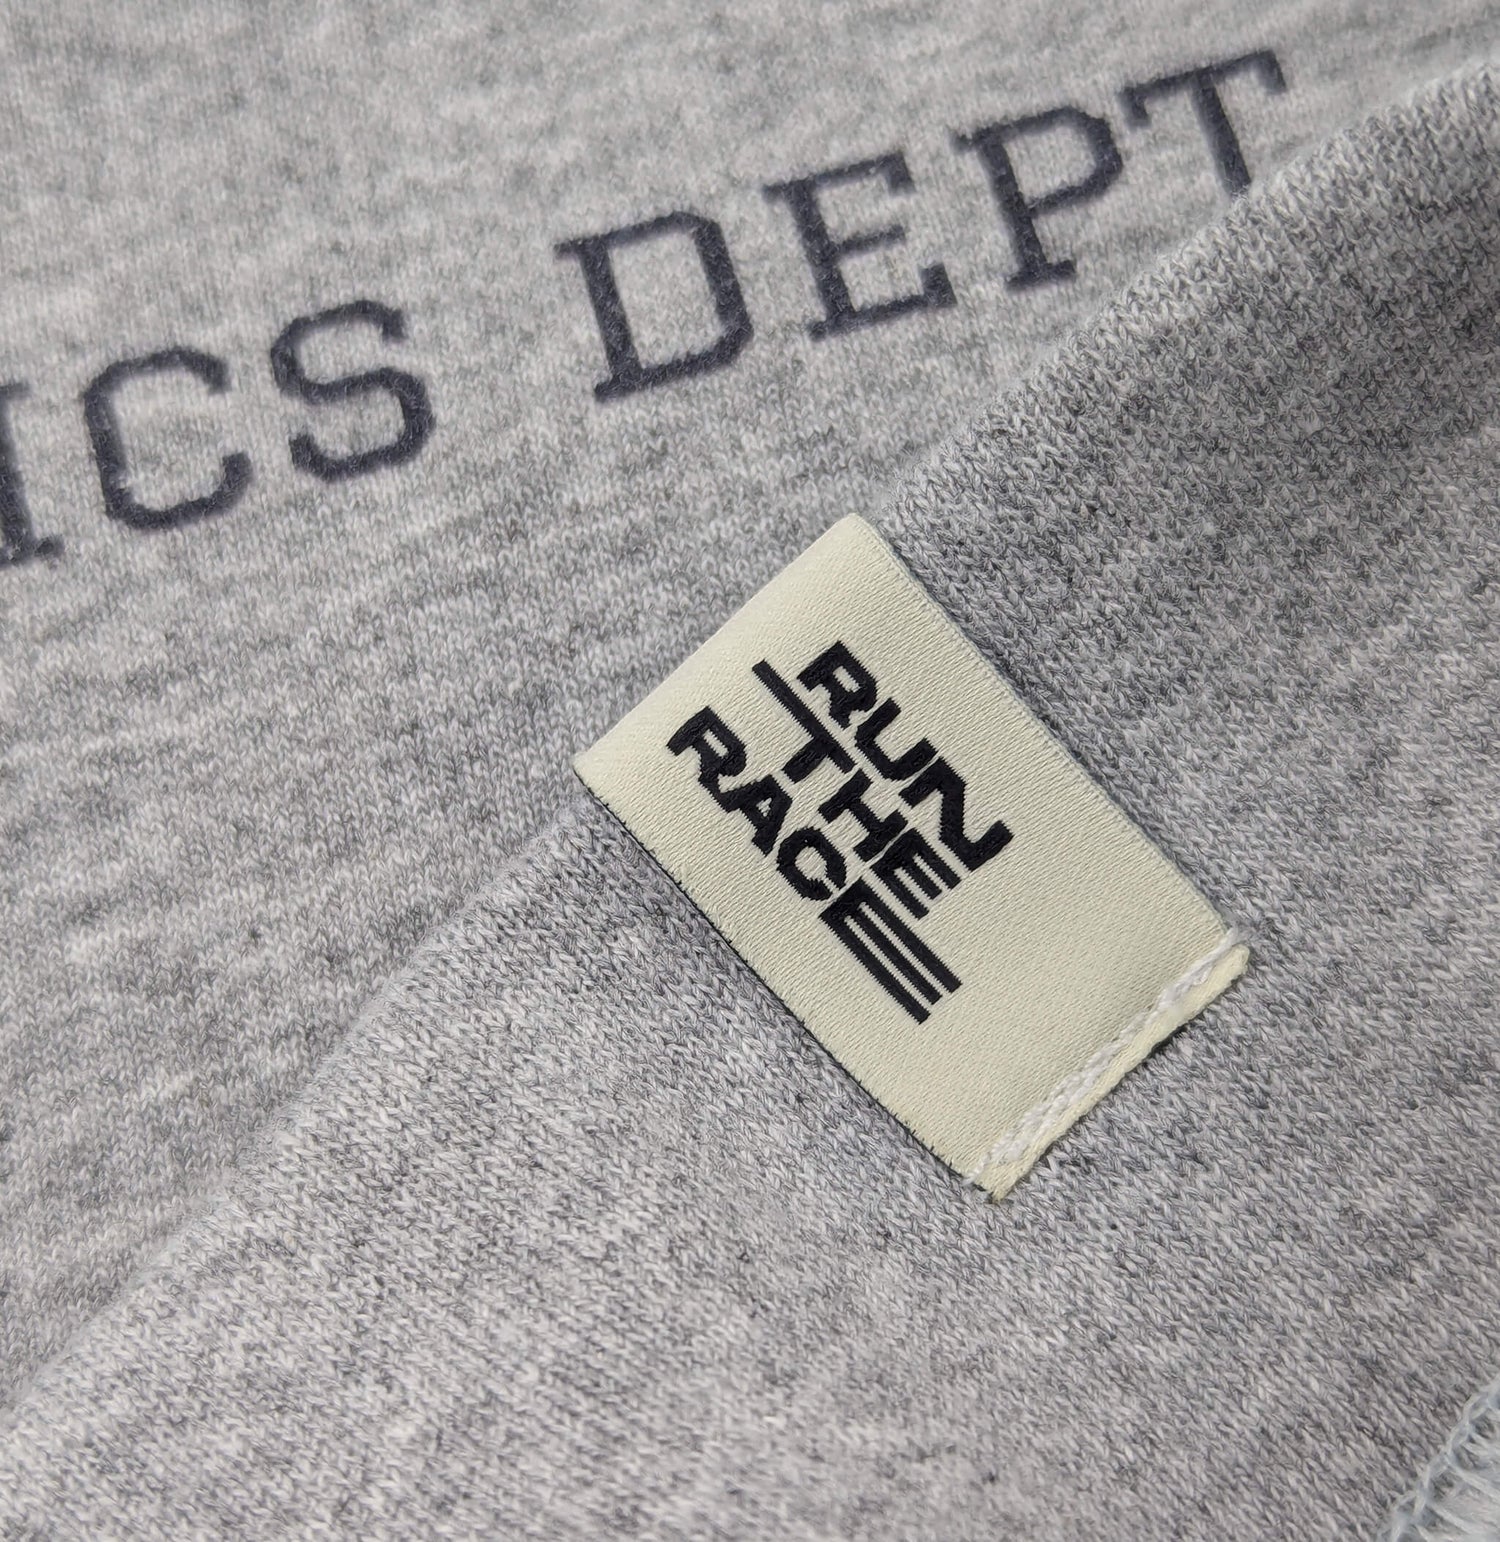 ICS DEPT
RUN
THE
RACE